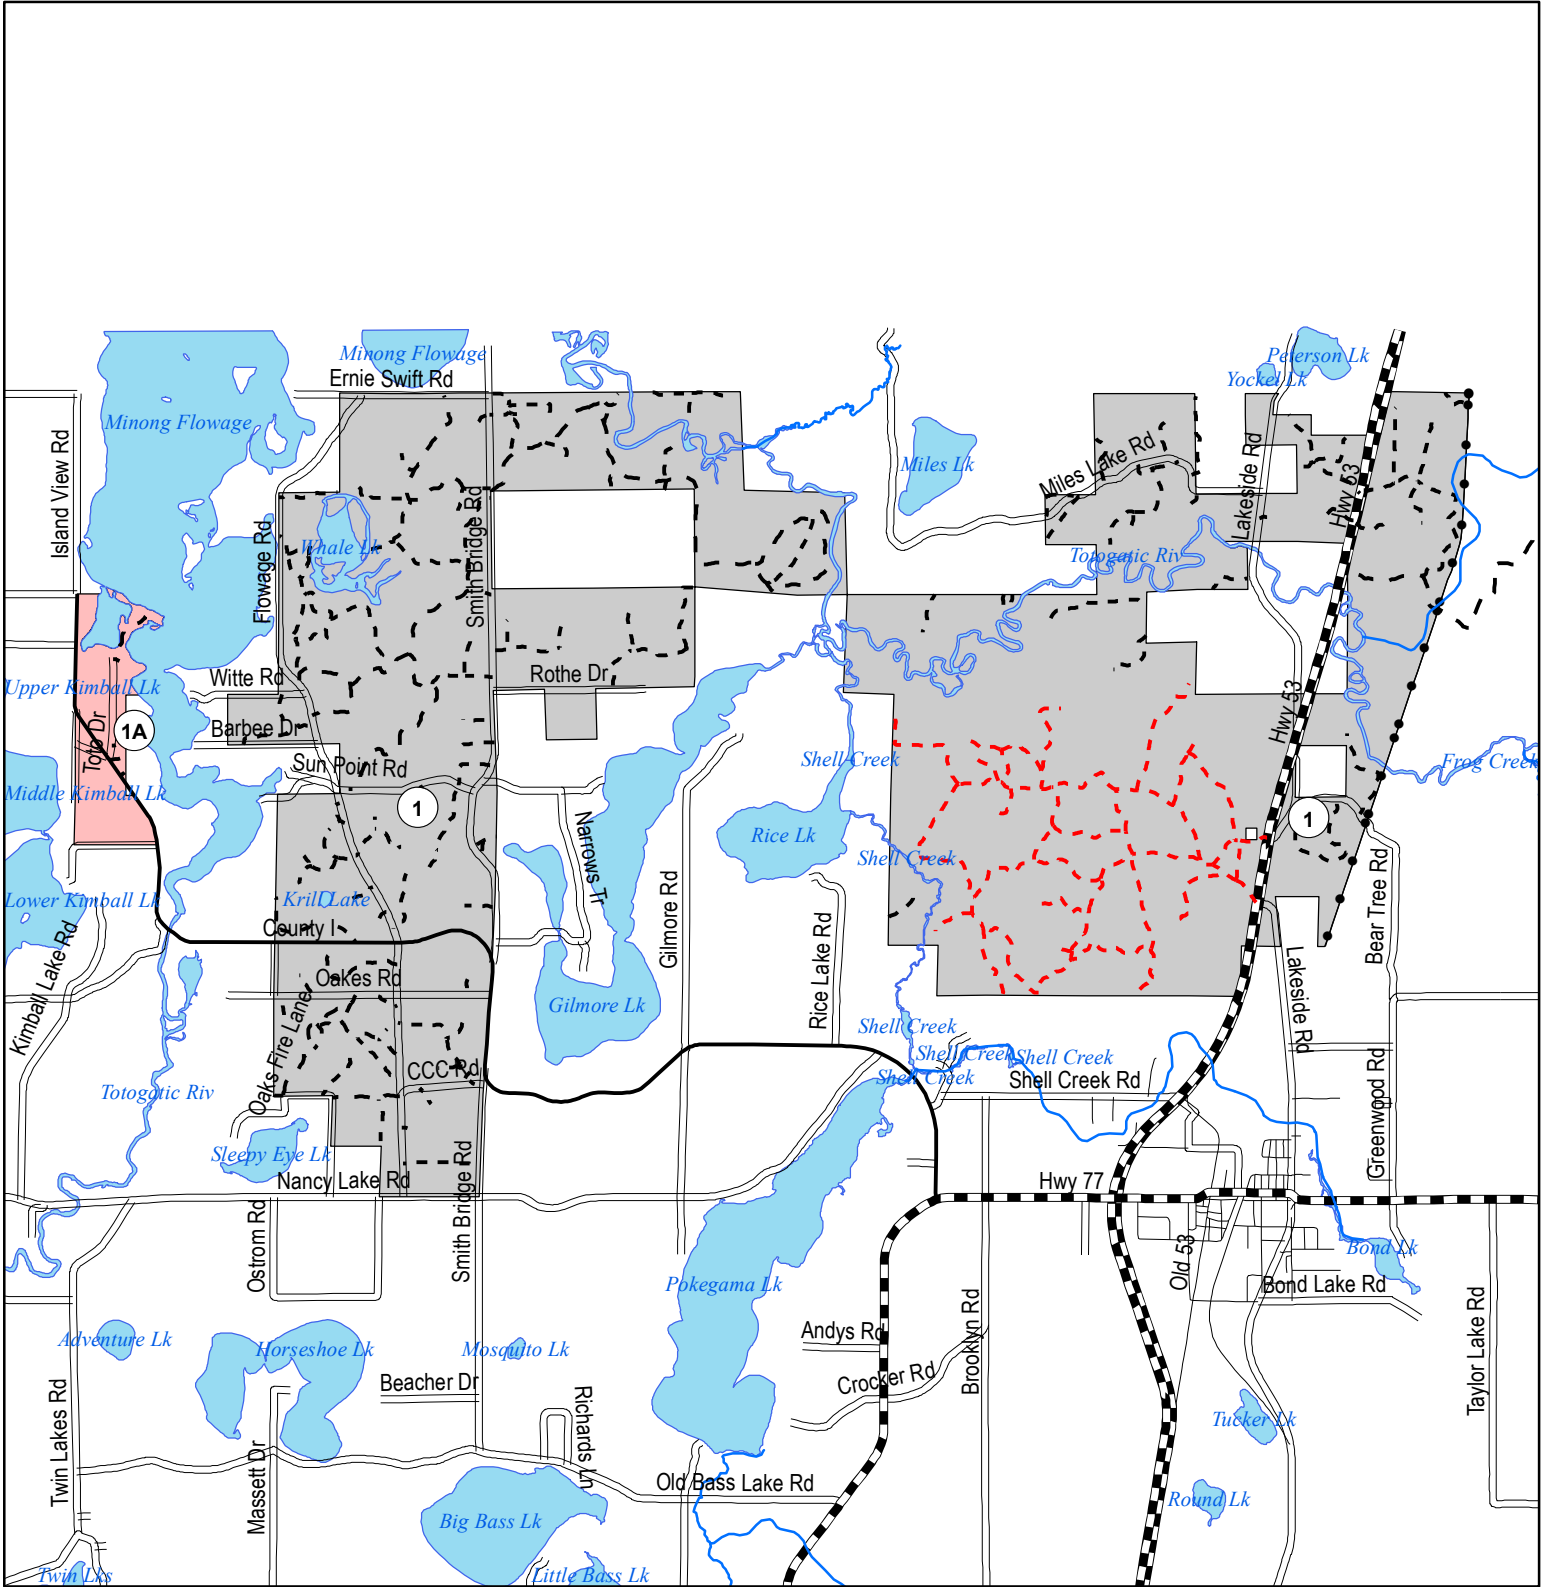 Minong Flowage
Ernie Swift Rd
Peterson Lk
Yockel Lk
Minong Flowage
Island View Rd
Miles Lk
Miles Lake Rd
Lakeside Rd
Hwy 53
Flowage Rd
Whale Lk
Smith Bridge Rd
Totogatic Riv
Upper Kimball Lk
Witte Rd
Rothe Dr
1A
Toto Dr
Barbee Dr
Hwy 53
Sun Point Rd
Shell Creek
Frog Creek
Middle Kimball Lk
1
1
Narrows Tr
Rice Lk
Shell Creek
Lower Kimball Lk
Krill Lake
Gilmore Rd
Bear Tree Rd
County I
Kimball Lake Rd
Oakes Rd
Rice Lake Rd
Lakeside Rd
Gilmore Lk
Oaks Fire Lane
Shell Creek
Shell Creek
Shell Creek
Shell Creek
CCC Rd
Shell Creek Rd
Totogatic Riv
Greenwood Rd
Sleepy Eye Lk
Nancy Lake Rd
Smith Bridge Rd
Hwy 77
Ostrom Rd
Old 53
Bond Lk
Pokegama Lk
Bond Lake Rd
Brooklyn Rd
Taylor Lake Rd
Adventure Lk
Horseshoe Lk
Mosquito Lk
Andys Rd
Beacher Dr
Crocker Rd
Twin Lakes Rd
Richards Ln
Tucker Lk
Massett Dr
Old Bass Lake Rd
Round Lk
Big Bass Lk
Twin Lks
Little Bass Lk